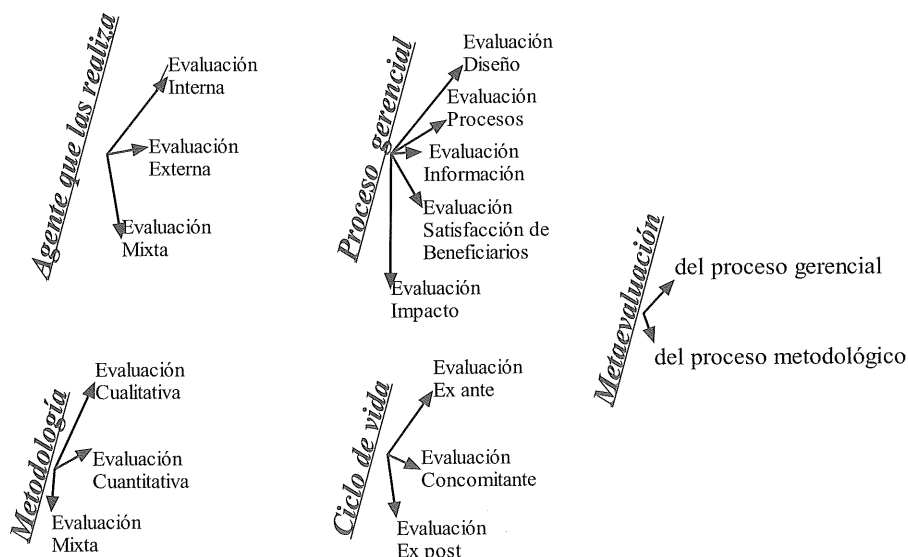 Agente que las realiza
Evaluación
Interna
Evaluación
Externa
Evaluación
Mixta
Proceso gerencial
Evaluación
Diseño
Evaluación
Procesos
Evaluación
Información
Evaluación
Satisfacción de
Beneficiarios
Evaluación
Impacto
Metaevaluación
del proceso gerencial
del proceso metodológico
Metodología
Evaluación
Cualitativa
Evaluación
Cuantitativa
Evaluación
Mixta
Ciclo de vida
Evaluación
Ex ante
Evaluación
Concomitante
Evaluación
Ex post